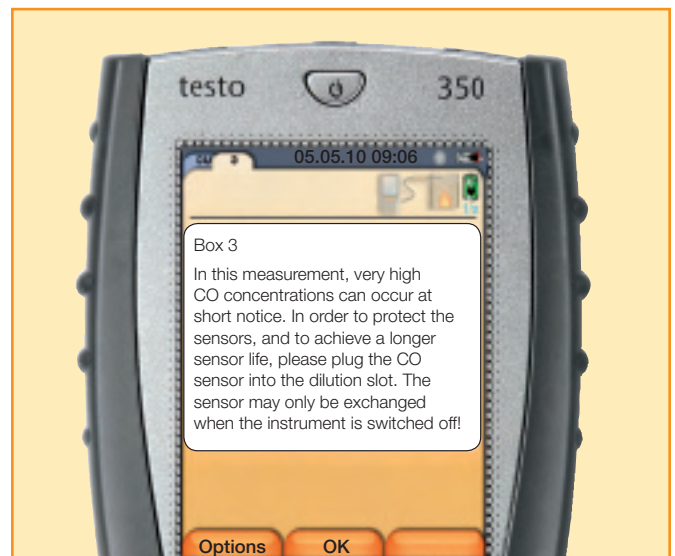 testo 350
05.05.10 09:06
Box 3
In this measurement, very high
CO concentrations can occur at
short notice. In order to protect the
sensors, and to achieve a longer
sensor life, please plug the CO
sensor into the dilution slot. The
sensor may only be exchanged
when the instrument is switched off!
Options OK